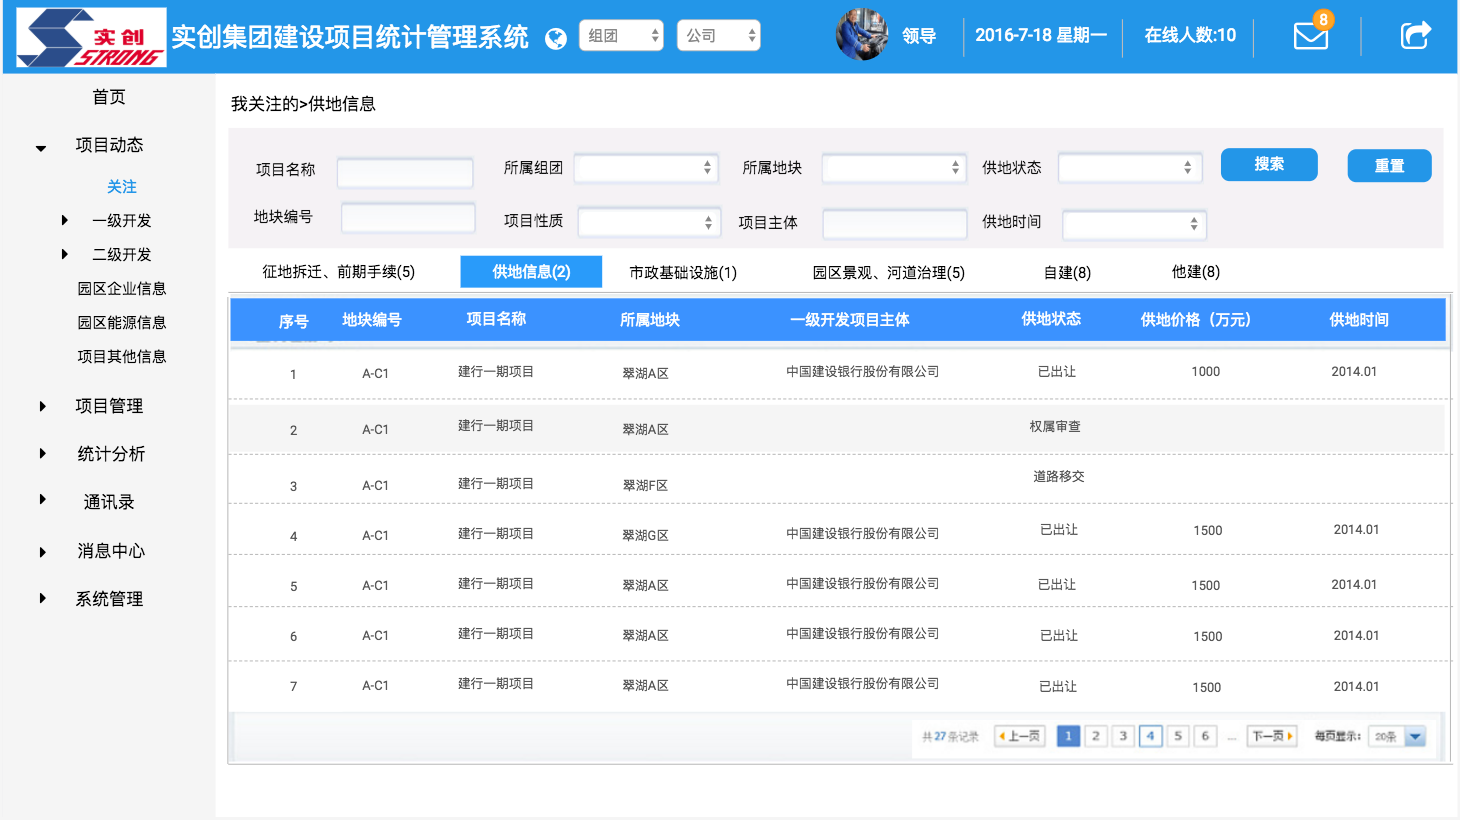 实创 STRONG 实创集团建设项目统计管理系统 组团 公司 领导 2016-7-18 星期一 在线人数:10 8
首页
项目动态
关注
一级开发
二级开发
园区企业信息
园区能源信息
项目其他信息
项目管理
统计分析
通讯录
消息中心
系统管理
我关注的>供地信息
项目名称 所属组团 所属地块 供地状态 搜索 重置
地块编号 项目性质 项目主体 供地时间
征地拆迁、前期手续(5) 供地信息(2) 市政基础设施(1) 园区景观、河道治理(5) 自建(8) 他建(8)
序号 地块编号 项目名称 所属地块 一级开发项目主体 供地状态 供地价格（万元） 供地时间
1 A-C1 建行一期项目 翠湖A区 中国建设银行股份有限公司 已出让 1000 2014.01
2 A-C1 建行一期项目 翠湖A区 权属审查
3 A-C1 建行一期项目 翠湖F区 道路移交
4 A-C1 建行一期项目 翠湖G区 中国建设银行股份有限公司 已出让 1500 2014.01
5 A-C1 建行一期项目 翠湖A区 中国建设银行股份有限公司 已出让 1500 2014.01
6 A-C1 建行一期项目 翠湖A区 中国建设银行股份有限公司 已出让 1500 2014.01
7 A-C1 建行一期项目 翠湖A区 中国建设银行股份有限公司 已出让 1500 2014.01
共27条记录 上一页 1 2 3 4 5 6 ... 下一页 每页显示: 20条